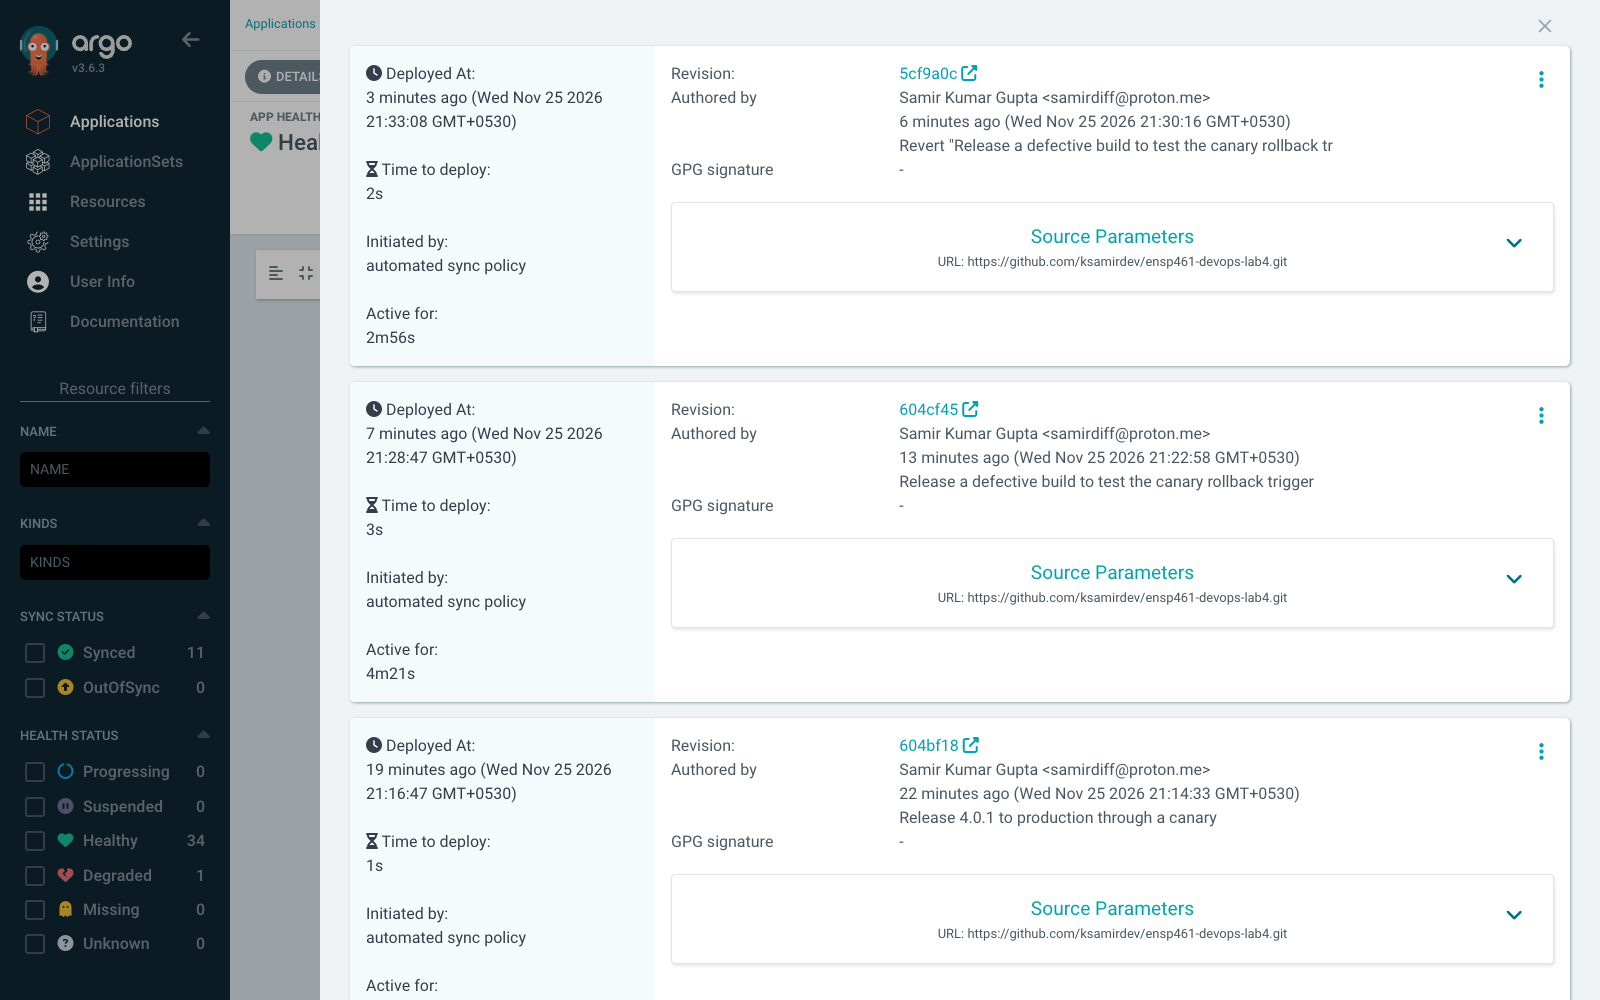 argo
v3.6.3
Applications
ApplicationSets
Resources
Settings
User Info
Documentation
Resource filters
NAME
NAME
KINDS
KINDS
SYNC STATUS
Synced 11
OutOfSync 0
HEALTH STATUS
Progressing 0
Suspended 0
Healthy 34
Degraded 1
Missing 0
Unknown 0
Applications
DETAILS
APP HEALTH
Heal
Deployed At:
3 minutes ago (Wed Nov 25 2026
21:33:08 GMT+0530)
Time to deploy:
2s
Initiated by:
automated sync policy
Active for:
2m56s
Revision: 5cf9a0c
Authored by Samir Kumar Gupta <samirdiff@proton.me>
6 minutes ago (Wed Nov 25 2026 21:30:16 GMT+0530)
Revert "Release a defective build to test the canary rollback tr
GPG signature -
Source Parameters
URL: https://github.com/ksamirdev/ensp461-devops-lab4.git
Deployed At:
7 minutes ago (Wed Nov 25 2026
21:28:47 GMT+0530)
Time to deploy:
3s
Initiated by:
automated sync policy
Active for:
4m21s
Revision: 604cf45
Authored by Samir Kumar Gupta <samirdiff@proton.me>
13 minutes ago (Wed Nov 25 2026 21:22:58 GMT+0530)
Release a defective build to test the canary rollback trigger
GPG signature -
Source Parameters
URL: https://github.com/ksamirdev/ensp461-devops-lab4.git
Deployed At:
19 minutes ago (Wed Nov 25 2026
21:16:47 GMT+0530)
Time to deploy:
1s
Initiated by:
automated sync policy
Active for:
Revision: 604bf18
Authored by Samir Kumar Gupta <samirdiff@proton.me>
22 minutes ago (Wed Nov 25 2026 21:14:33 GMT+0530)
Release 4.0.1 to production through a canary
GPG signature -
Source Parameters
URL: https://github.com/ksamirdev/ensp461-devops-lab4.git